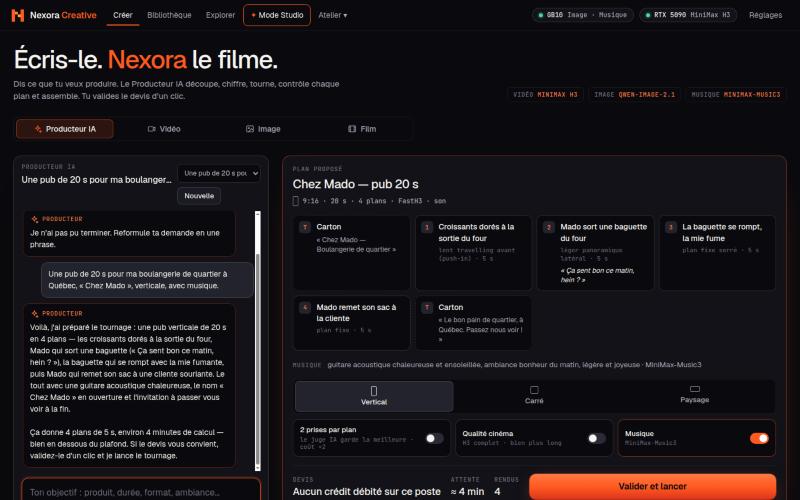 Nexora Creative
Créer
Bibliothèque
Explorer
Mode Studio
Atelier ▾
GB10 Image · Musique
RTX 5090 MiniMax H3
Réglages
Écris-le. Nexora le filme.
Dis ce que tu veux produire. Le Producteur IA découpe, chiffre, tourne, contrôle chaque
plan et assemble. Tu valides le devis d'un clic.
VIDÉO MINIMAX H3
IMAGE QWEN-IMAGE-2.1
MUSIQUE MINIMAX-MUSIC3
Producteur IA
Vidéo
Image
Film
PRODUCTEUR IA
Une pub de 20 s pour ma boulanger…
Une pub de 20 s pou
Nouvelle
PRODUCTEUR
Je n'ai pas pu terminer. Reformule ta demande en une
phrase.
Une pub de 20 s pour ma boulangerie de quartier à
Québec, « Chez Mado », verticale, avec musique.
PRODUCTEUR
Voilà, j'ai préparé le tournage : une pub verticale de 20 s
en 4 plans — les croissants dorés à la sortie du four,
Mado qui sort une baguette (« Ça sent bon ce matin,
hein ? »), la baguette qui se rompt avec la mie fumante,
puis Mado qui remet son sac à une cliente souriante. Le
tout avec une guitare acoustique chaleureuse, le nom «
Chez Mado » en ouverture et l'invitation à passer vous
voir à la fin.
Ça donne 4 plans de 5 s, environ 4 minutes de calcul —
bien en dessous du plafond. Si le devis vous convient,
validez-le d'un clic et je lance le tournage.
Ton objectif : produit, durée, format, ambiance…
PLAN PROPOSÉ
Chez Mado — pub 20 s
9:16 · 20 s · 4 plans · FastH3 · son
T Carton
« Chez Mado —
Boulangerie de quartier »
1 Croissants dorés à la
sortie du four
lent travelling avant
(push-in) · 5 s
2 Mado sort une baguette
du four
léger panoramique
latéral · 5 s
« Ça sent bon ce matin,
hein ? »
3 La baguette se rompt,
la mie fume
plan fixe serré · 5 s
4 Mado remet son sac à
la cliente
plan fixe · 5 s
T Carton
« Le bon pain de quartier, à
Québec. Passez nous voir !
»
MUSIQUE guitare acoustique chaleureuse et ensoleillée, ambiance bonheur du matin, légère et joyeuse · MiniMax-Music3
Vertical
Carré
Paysage
2 prises par plan
le juge IA garde la meilleure ·
coût ×2
Qualité cinéma
H3 complet · bien plus long
Musique
MiniMax-Music3
DEVIS
Aucun crédit débité sur ce poste
ATTENTE
≈ 4 min
RENDUS
4
Valider et lancer